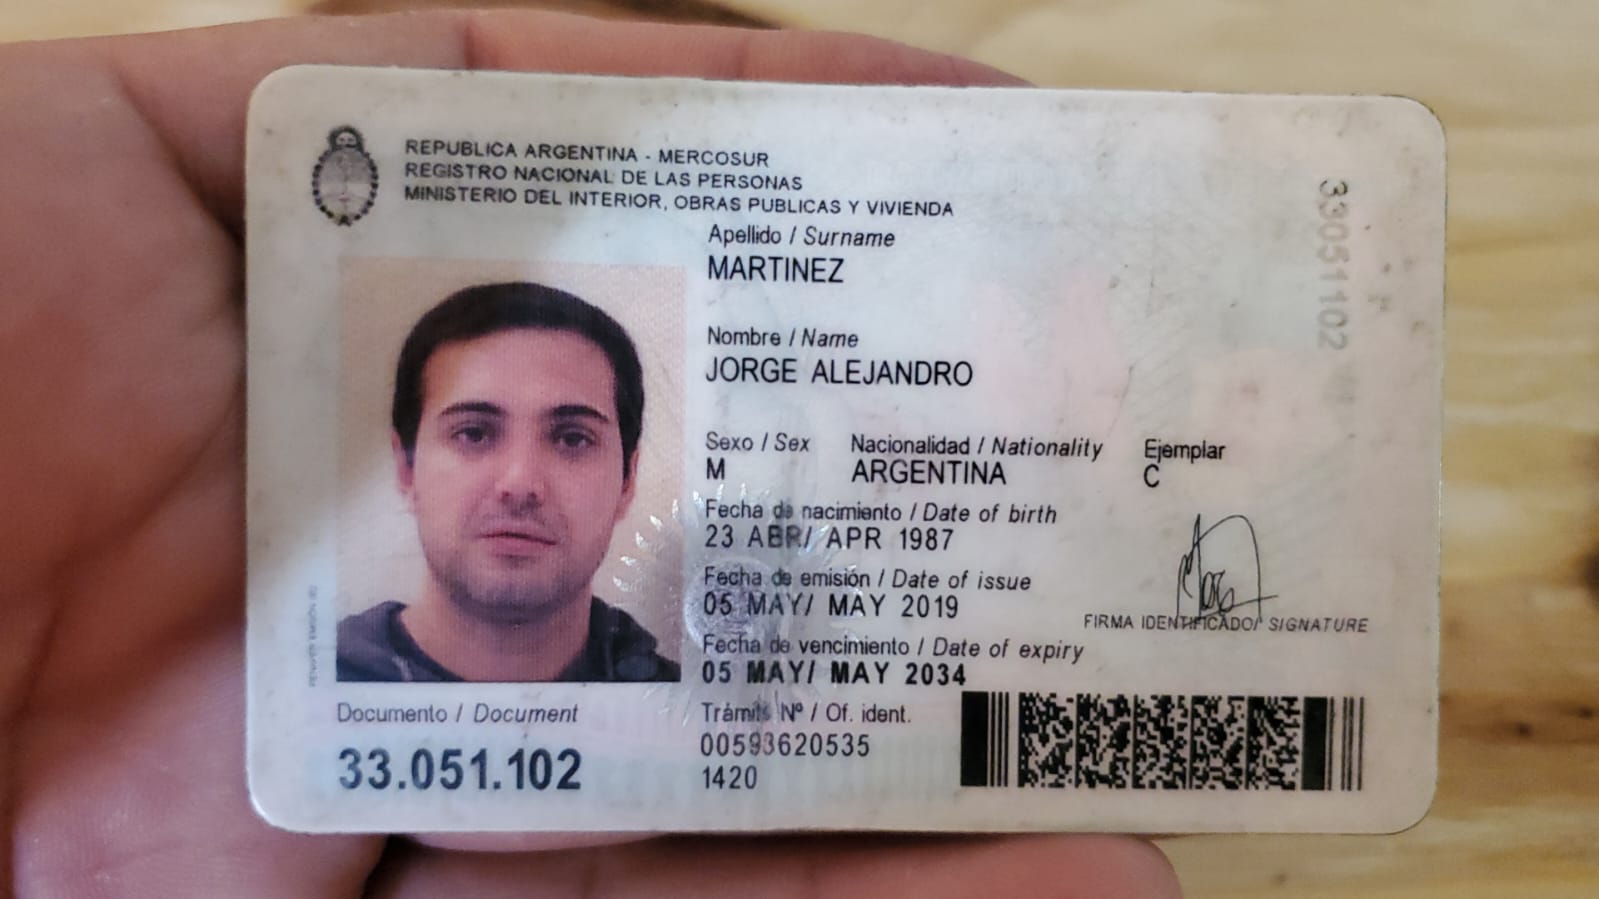 REPUBLICA ARGENTINA - MERCOSUR
REGISTRO NACIONAL DE LAS PERSONAS
MINISTERIO DEL INTERIOR, OBRAS PUBLICAS Y VIVIENDA
Apellido / Surname
MARTINEZ
Nombre / Name
JORGE ALEJANDRO
Sexo / Sex Nacionalidad / Nationality Ejemplar
M ARGENTINA C
Fecha de nacimiento / Date of birth
23 ABR/ APR 1987
Fecha de emisión / Date of issue
05 MAY/ MAY 2019
FIRMA IDENTIFICADO/ SIGNATURE
Fecha de vencimiento / Date of expiry
05 MAY/ MAY 2034
Documento / Document
33.051.102
Trámite Nº / Of. ident.
00593620535
1420
33051102